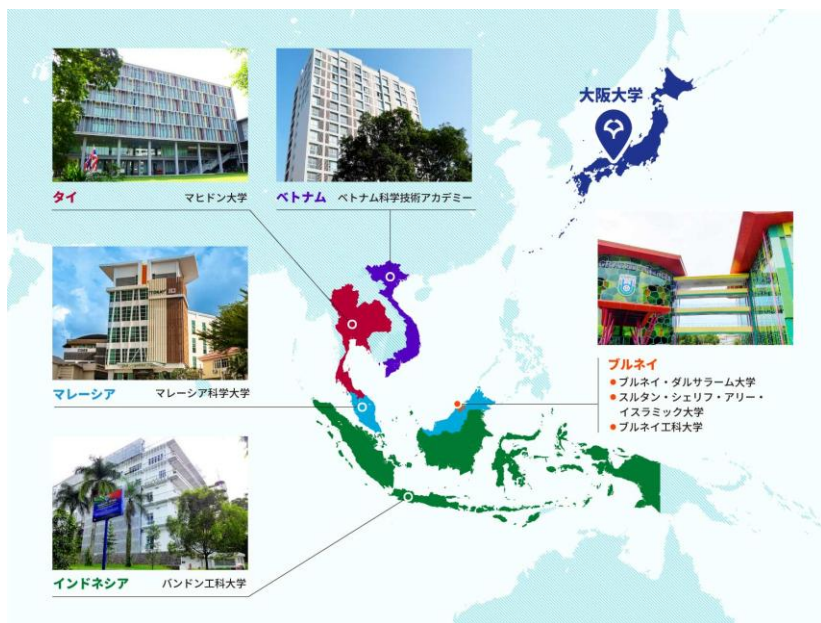 大阪大学
タイ マヒドン大学
ベトナム ベトナム科学技術アカデミー
マレーシア マレーシア科学大学
ブルネイ
ブルネイ・ダルサラーム大学
スルタン・シェリフ・アリー・
イスラミック大学
ブルネイ工科大学
インドネシア バンドン工科大学